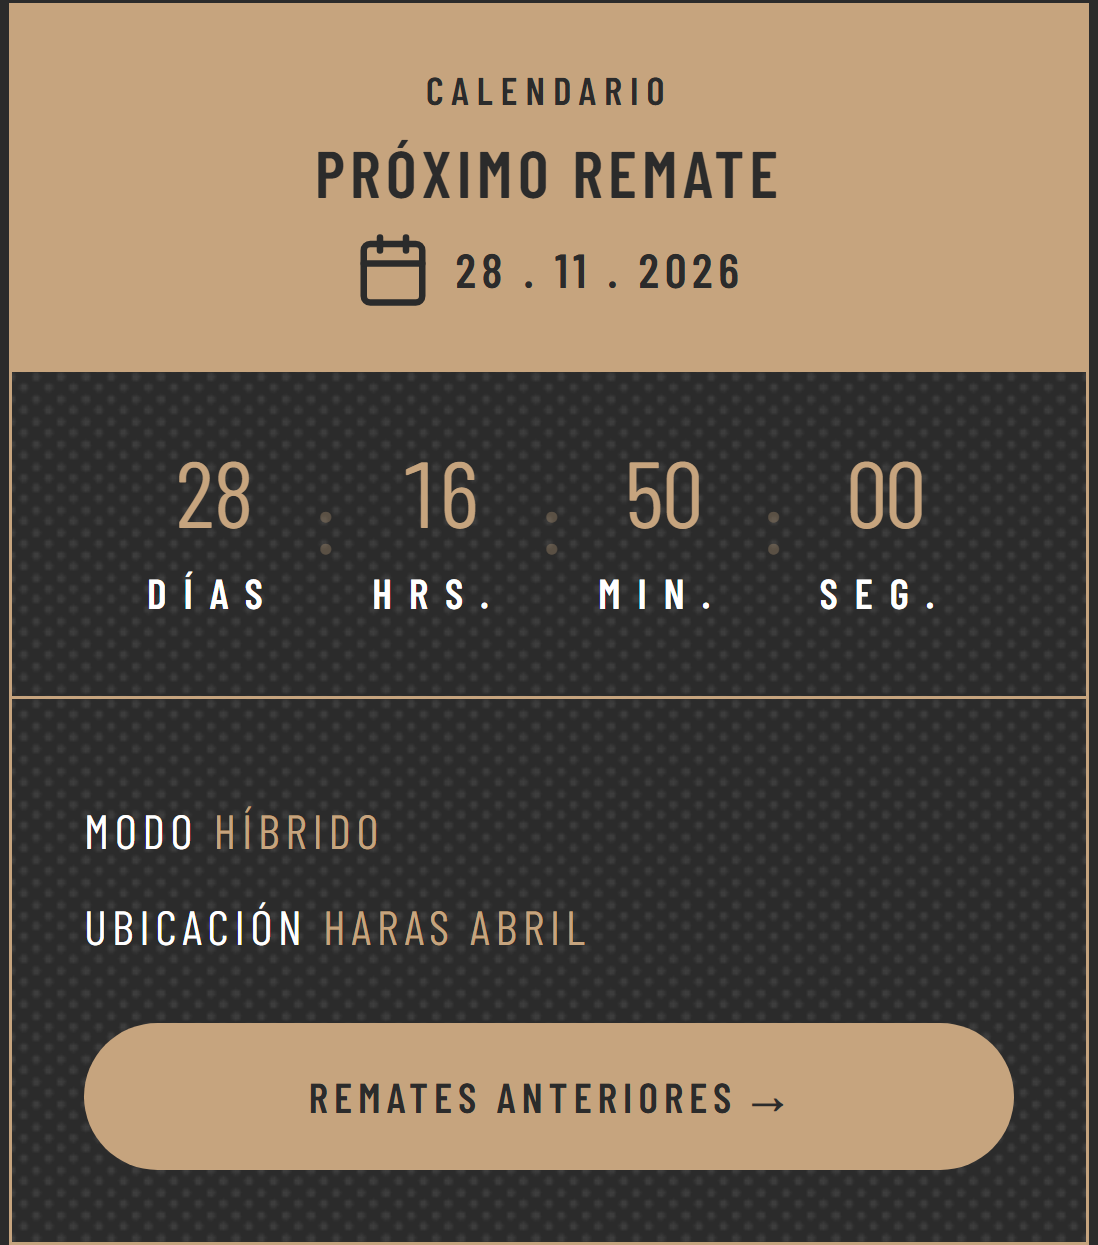 CALENDARIO
PRÓXIMO REMATE
28 . 11 . 2026
28 : 16 : 50 : 00
DÍAS HRS. MIN. SEG.
MODO HÍBRIDO
UBICACIÓN HARAS ABRIL
REMATES ANTERIORES →